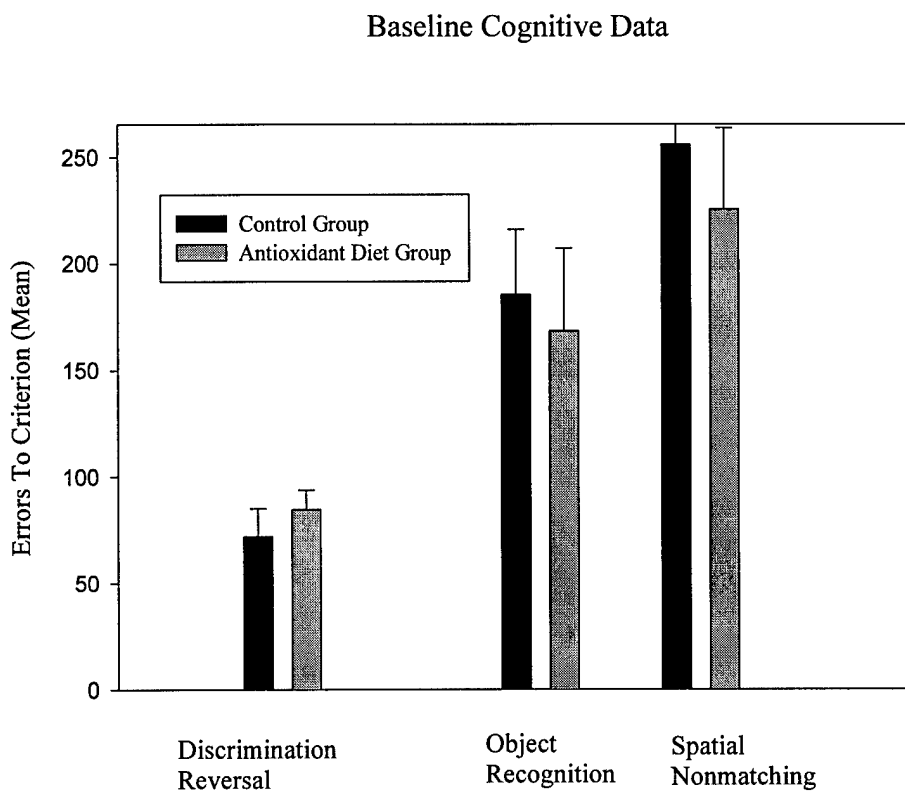 Baseline Cognitive Data
Errors To Criterion (Mean)
250
200
150
100
50
0
Control Group
Antioxidant Diet Group
Discrimination
Reversal
Object
Recognition
Spatial
Nonmatching